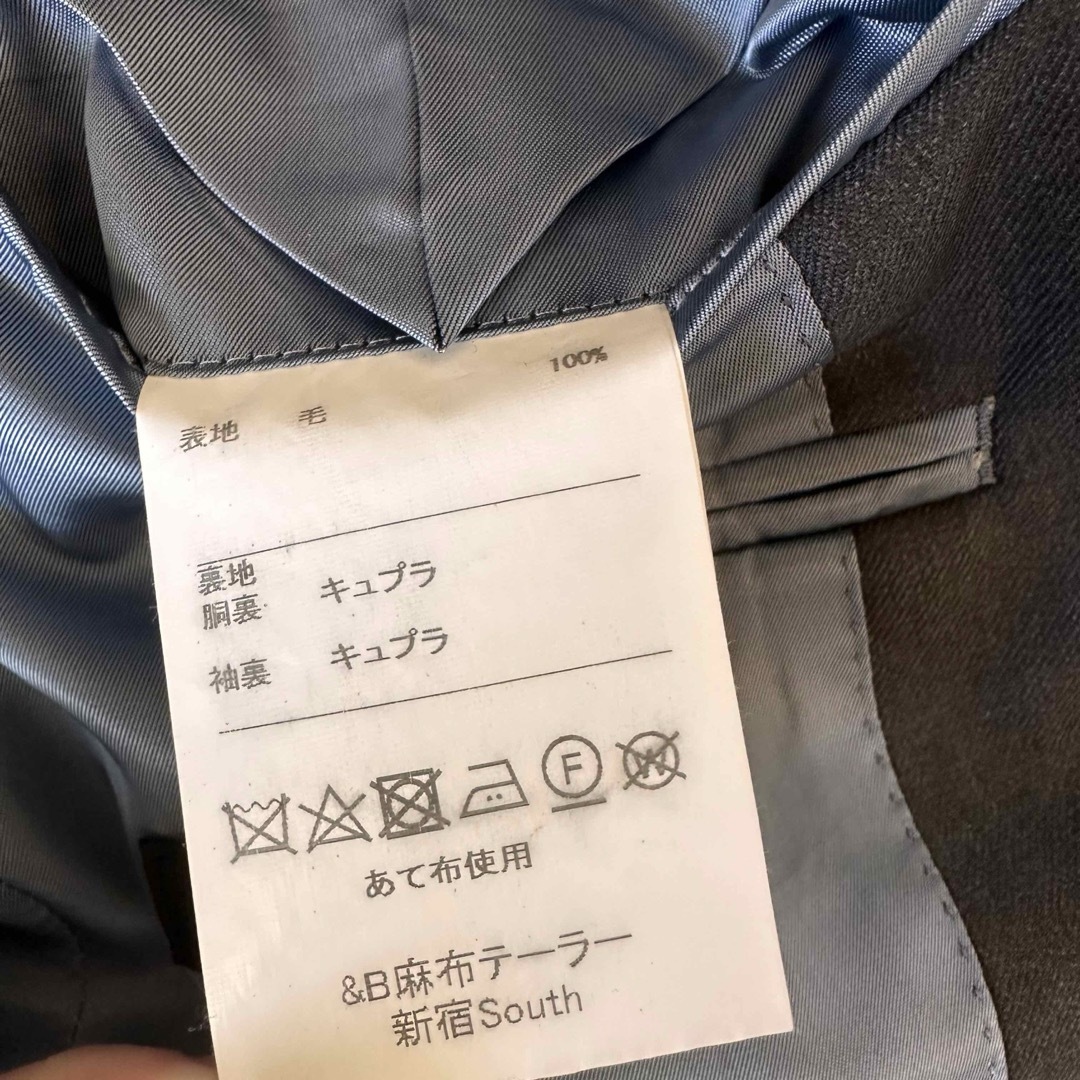 表地 毛 100%
裏地
胴裏 キュプラ
袖裏 キュプラ
F W
あて布使用
&B麻布テーラー
新宿South